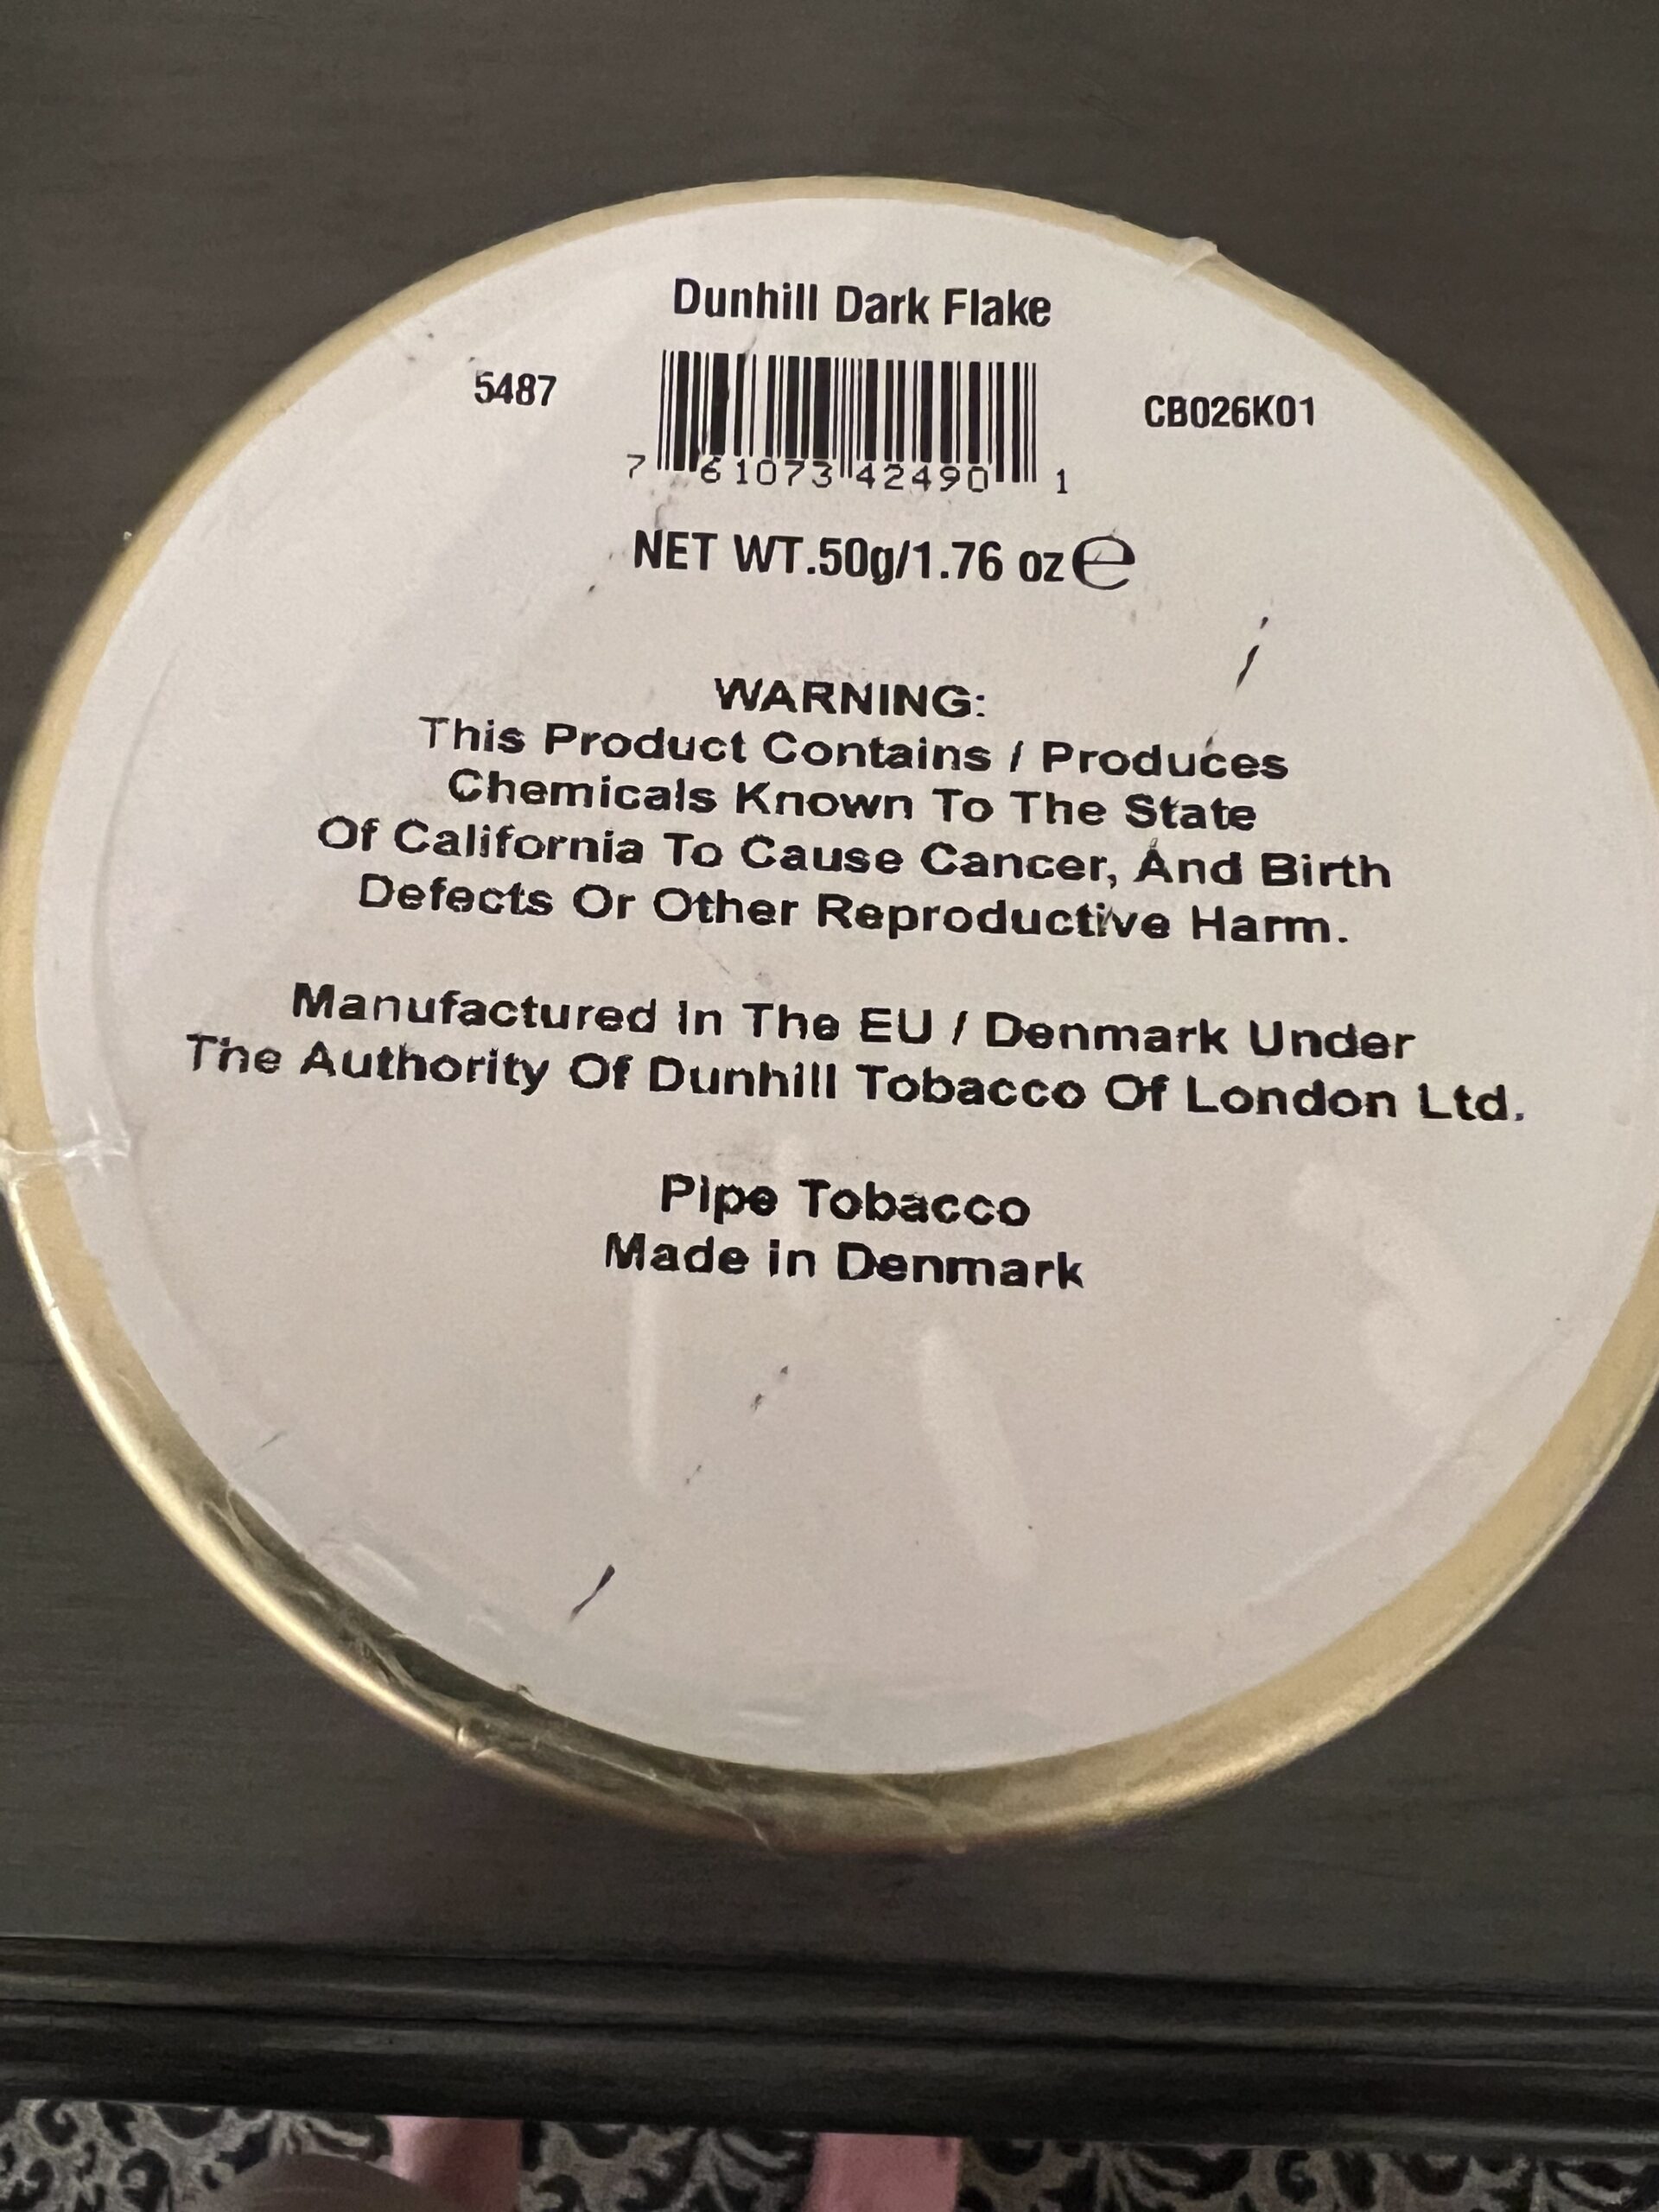 Dunhill Dark Flake
5487
CB026K01
7 61073 42490 1
NET WT.50g/1.76 oz ℮
WARNING:
This Product Contains / Produces
Chemicals Known To The State
Of California To Cause Cancer, And Birth
Defects Or Other Reproductive Harm.
Manufactured In The EU / Denmark Under
The Authority Of Dunhill Tobacco Of London Ltd.
Pipe Tobacco
Made in Denmark